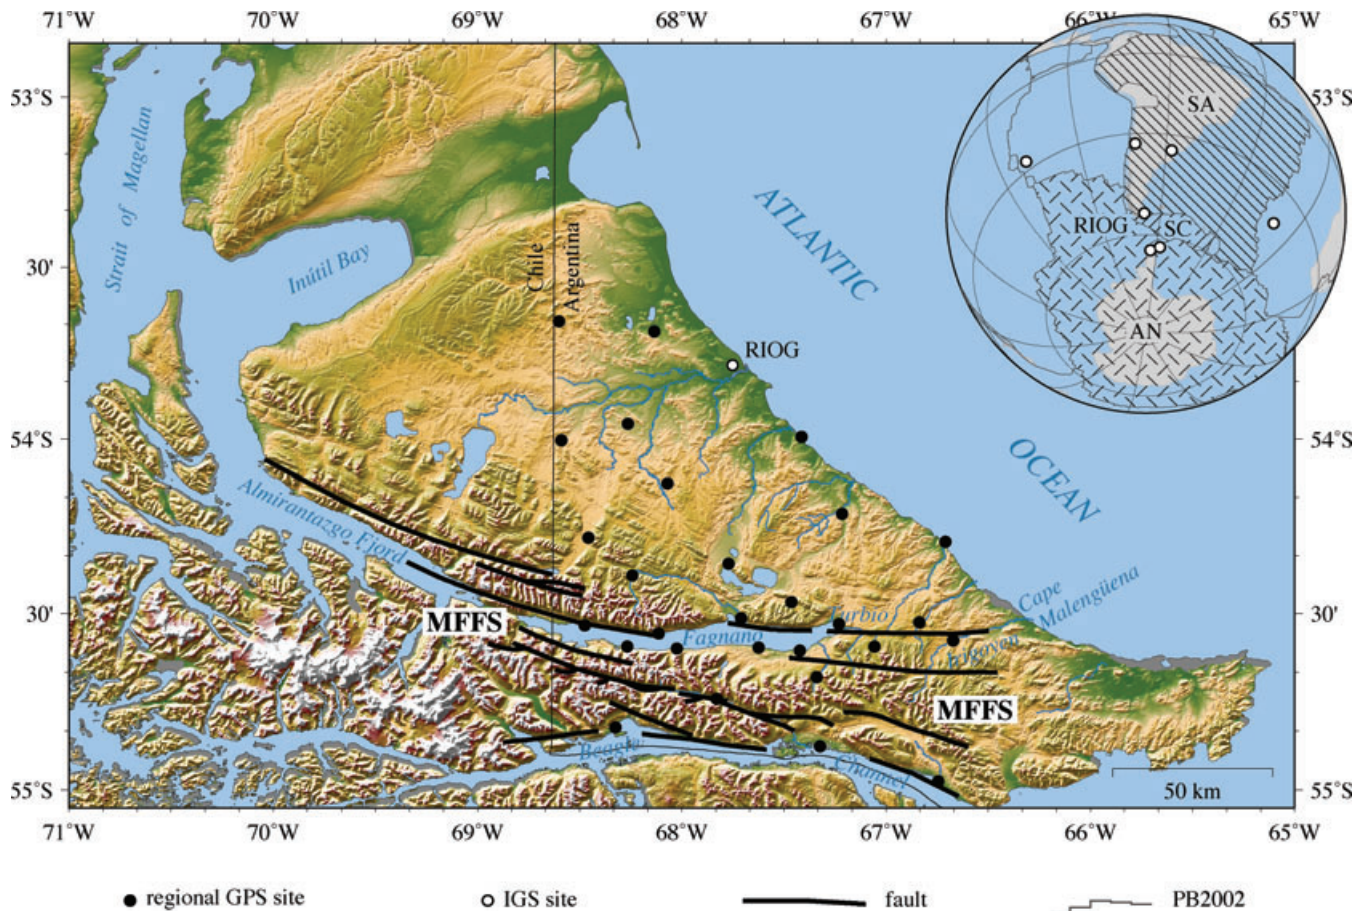 71°W 70°W 69°W 68°W 67°W 66°W 65°W
53°S 53°S
SA
Strait of Magellan
ATLANTIC
RIOG SC
Chile
Argentina
Inútil Bay
30'
AN
RIOG
54°S 54°S
OCEAN
Almirantazgo Fjord
Cape
Malengüena
30' 30'
MFFS
Turbio
Fagnano
Irigoyen
MFFS
Beagle
Channel
50 km
55°S 55°S
71°W 70°W 69°W 68°W 67°W 66°W 65°W
regional GPS site IGS site fault PB2002